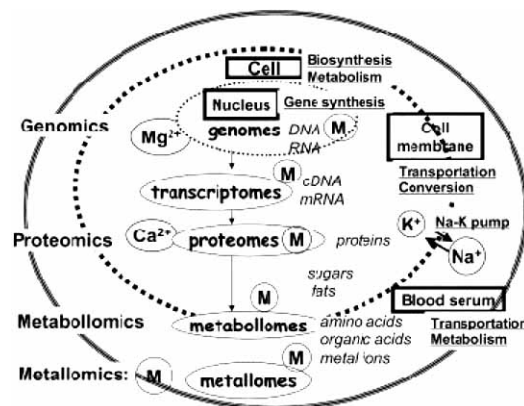 Cell
Biosynthesis
Metabolism
Nucleus
Gene synthesis
Genomics
Mg2+
genomes
DNA
RNA
M
Cell
membrane
transcriptomes
M
cDNA
mRNA
Transportation
Conversion
Proteomics
Ca2+
proteomes
M
proteins
K+
Na-K pump
Na+
sugars
fats
Blood serum
Metabollomics
M
metabollomes
amino acids
organic acids
metal ions
Transportation
Metabolism
Metallomics:
M
metallomes
M